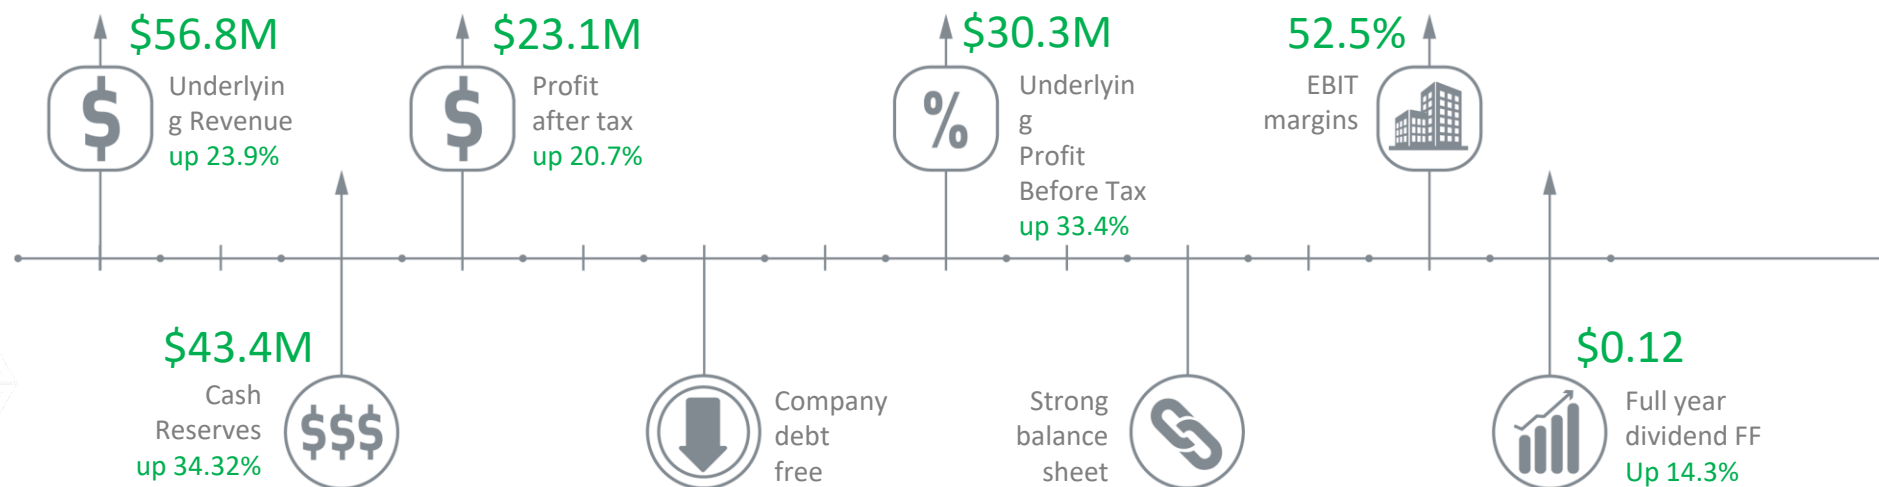 $56.8M
Underlyin
g Revenue
up 23.9%
$23.1M
Profit
after tax
up 20.7%
$30.3M
Underlyin
g
Profit
Before Tax
up 33.4%
52.5%
EBIT
margins
$43.4M
Cash
Reserves
up 34.32%
Company
debt
free
Strong
balance
sheet
$0.12
Full year
dividend FF
Up 14.3%
$
$
%
$$$